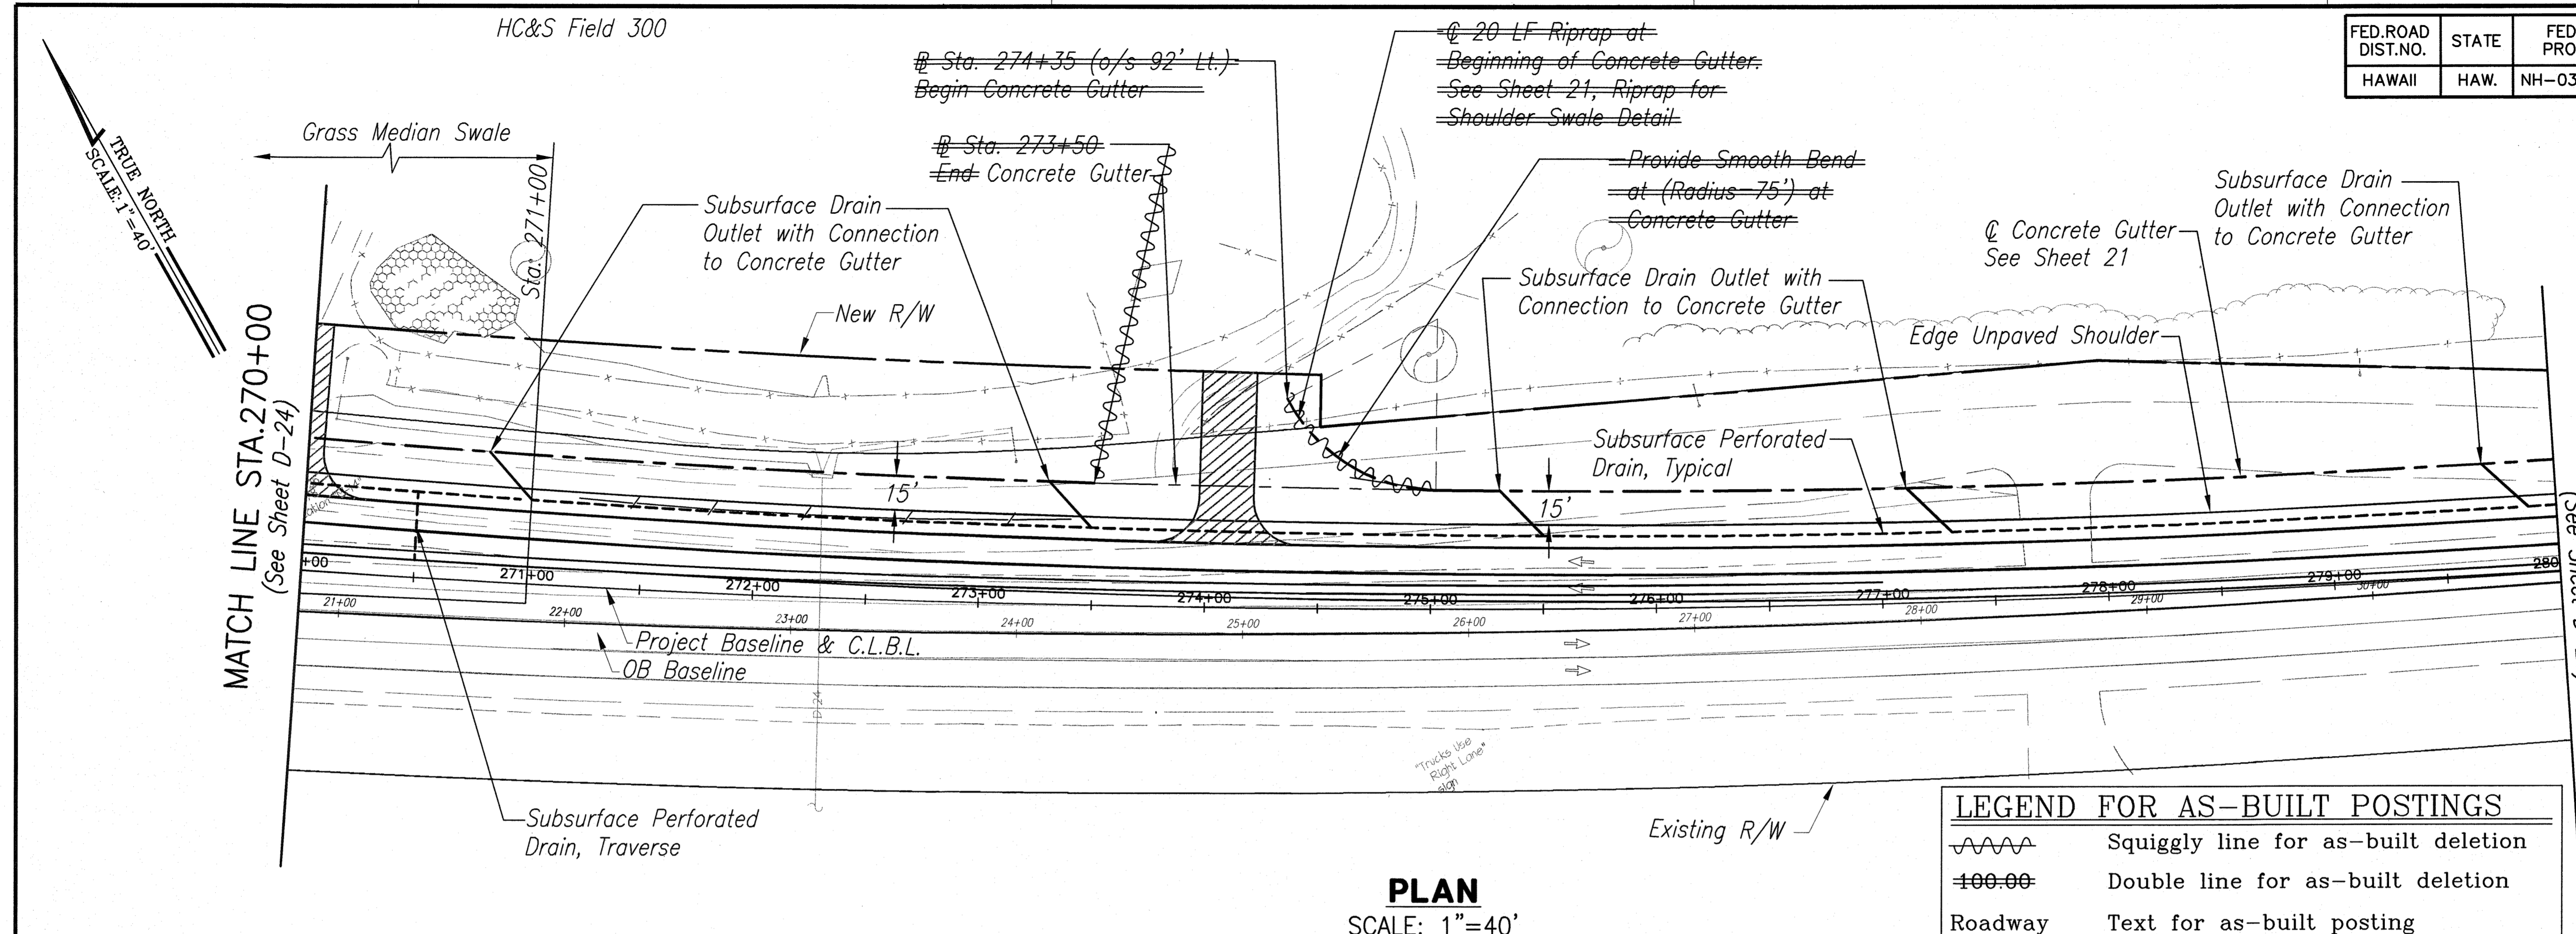 HC&S Field 300
FED.ROAD DIST.NO.
STATE
FED
PRO
HAWAII
HAW.
NH-03
TRUE NORTH
SCALE: 1"=40'
Grass Median Swale
Sta. 271+00
℄ Sta. 274+35 (o/s 92' Lt.)
Begin Concrete Gutter
℄ Sta. 273+50
End Concrete Gutter
℄ 20 LF Riprap at
Beginning of Concrete Gutter.
See Sheet 21, Riprap for
Shoulder Swale Detail
Provide Smooth Bend
at (Radius=75') at
Concrete Gutter
Subsurface Drain
Outlet with Connection
to Concrete Gutter
New R/W
Subsurface Drain Outlet with
Connection to Concrete Gutter
℄ Concrete Gutter
See Sheet 21
Subsurface Drain
Outlet with Connection
to Concrete Gutter
Edge Unpaved Shoulder
Subsurface Perforated
Drain, Typical
15'
15'
MATCH LINE STA.270+00
(See Sheet D-24)
+00
271+00
272+00
273+00
274+00
275+00
276+00
277+00
278+00
279+00
280
21+00
22+00
23+00
24+00
25+00
26+00
27+00
28+00
29+00
30+00
Project Baseline & C.L.B.L.
OB Baseline
D-24
"Trucks Use
Right Lane"
sign
Subsurface Perforated
Drain, Traverse
Existing R/W
PLAN
SCALE: 1"=40'
LEGEND FOR AS-BUILT POSTINGS
Squiggly line for as-built deletion
100.00 Double line for as-built deletion
Roadway Text for as-built posting